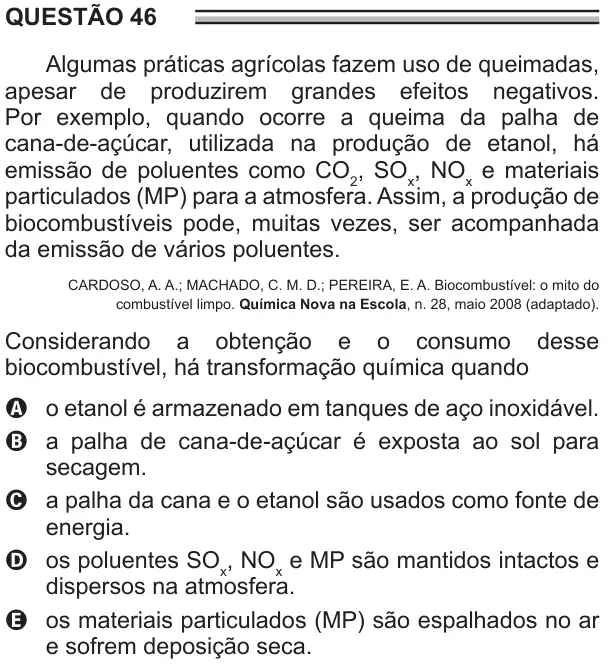 QUESTÃO 46
Algumas práticas agrícolas fazem uso de queimadas,
apesar de produzirem grandes efeitos negativos.
Por exemplo, quando ocorre a queima da palha de
cana-de-açúcar, utilizada na produção de etanol, há
emissão de poluentes como CO₂, SOₓ, NOₓ e materiais
particulados (MP) para a atmosfera. Assim, a produção de
biocombustíveis pode, muitas vezes, ser acompanhada
da emissão de vários poluentes.
CARDOSO, A. A.; MACHADO, C. M. D.; PEREIRA, E. A. Biocombustível: o mito do
combustível limpo. Química Nova na Escola, n. 28, maio 2008 (adaptado).
Considerando a obtenção e o consumo desse
biocombustível, há transformação química quando
A o etanol é armazenado em tanques de aço inoxidável.
B a palha de cana-de-açúcar é exposta ao sol para
secagem.
C a palha da cana e o etanol são usados como fonte de
energia.
D os poluentes SOₓ, NOₓ e MP são mantidos intactos e
dispersos na atmosfera.
E os materiais particulados (MP) são espalhados no ar
e sofrem deposição seca.